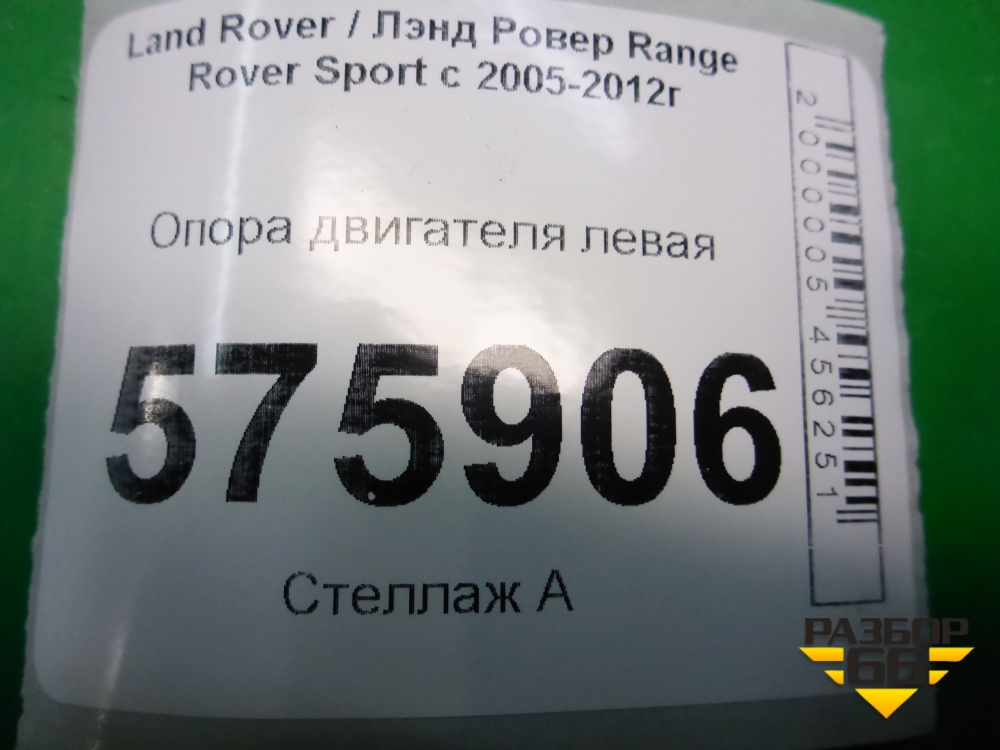 Land Rover / Лэнд Ровер Range
Rover Sport с 2005-2012г
Опора двигателя левая
575906
Стеллаж А
2000005456251
РАЗБОР
66